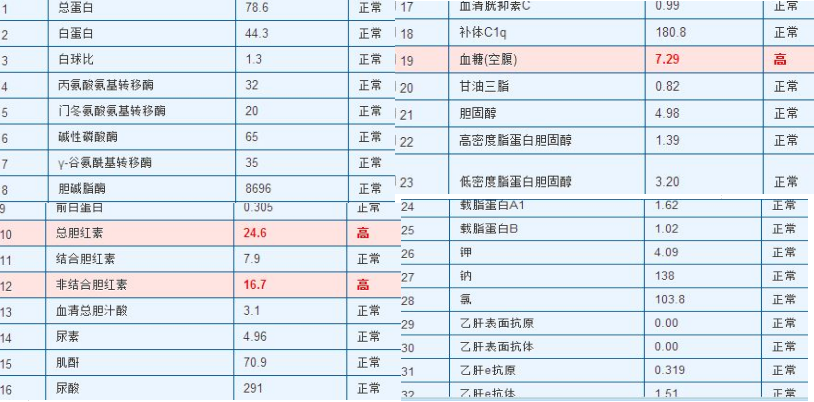 1 总蛋白 78.6 正常
2 白蛋白 44.3 正常
3 白球比 1.3 正常
4 丙氨酸氨基转移酶 32 正常
5 门冬氨酸氨基转移酶 20 正常
6 碱性磷酸酶 65 正常
7 γ-谷氨酰基转移酶 35 正常
8 胆碱脂酶 8696 正常
9 前白蛋白 0.305 正常
10 总胆红素 24.6 高
11 结合胆红素 7.9 正常
12 非结合胆红素 16.7 高
13 血清总胆汁酸 3.1 正常
14 尿素 4.96 正常
15 肌酐 70.9 正常
16 尿酸 291 正常
17 血清胱抑素C 0.99 正常
18 补体C1q 180.8 正常
19 血糖(空腹) 7.29 高
20 甘油三脂 0.82 正常
21 胆固醇 4.98 正常
22 高密度脂蛋白胆固醇 1.39 正常
23 低密度脂蛋白胆固醇 3.20 正常
24 载脂蛋白A1 1.62 正常
25 载脂蛋白B 1.02 正常
26 钾 4.09 正常
27 钠 138 正常
28 氯 103.8 正常
29 乙肝表面抗原 0.00 正常
30 乙肝表面抗体 0.00 正常
31 乙肝e抗原 0.319 正常
32 乙肝e抗体 1.51 正常